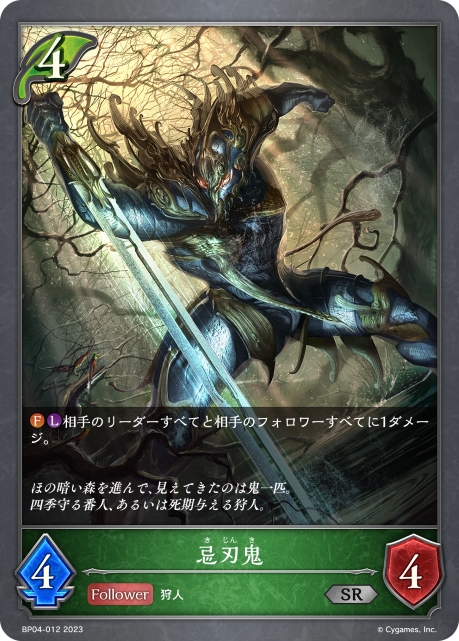 4
F L 相手のリーダーすべてと相手のフォロワーすべてに1ダメー
ジ。
ほの暗い森を進んで、見えてきたのは鬼一匹。
四季守る番人、あるいは死期与える狩人。
き じん き
忌刃鬼
4
Follower 狩人
SR
4
BP04-012 2023
© Cygames, Inc.